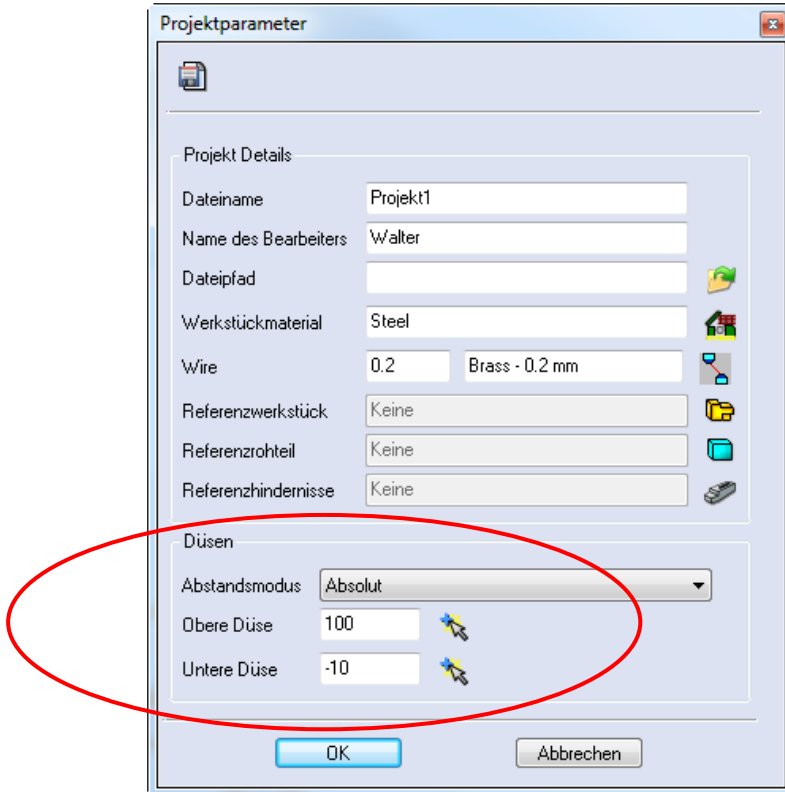 Projektparameter
Projekt Details
Dateiname Projekt1
Name des Bearbeiters Walter
Dateipfad
Werkstückmaterial Steel
Wire 0.2 Brass - 0.2 mm
Referenzwerkstück Keine
Referenzrohteil Keine
Referenzhindernisse Keine
Düsen
Abstandsmodus Absolut
Obere Düse 100
Untere Düse -10
OK Abbrechen